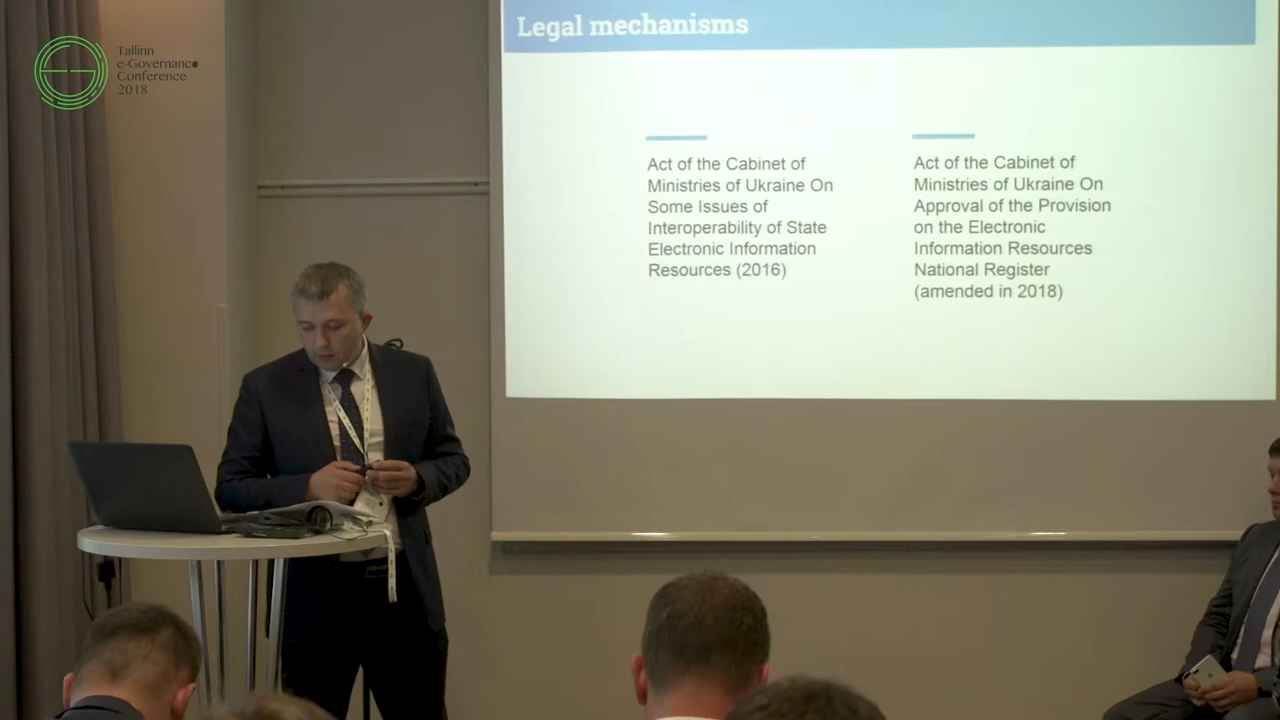 Tallinn
e-Governance
Conference
2018
Legal mechanisms
Act of the Cabinet of
Ministries of Ukraine On
Some Issues of
Interoperability of State
Electronic Information
Resources (2016)
Act of the Cabinet of
Ministries of Ukraine On
Approval of the Provision
on the Electronic
Information Resources
National Register
(amended in 2018)